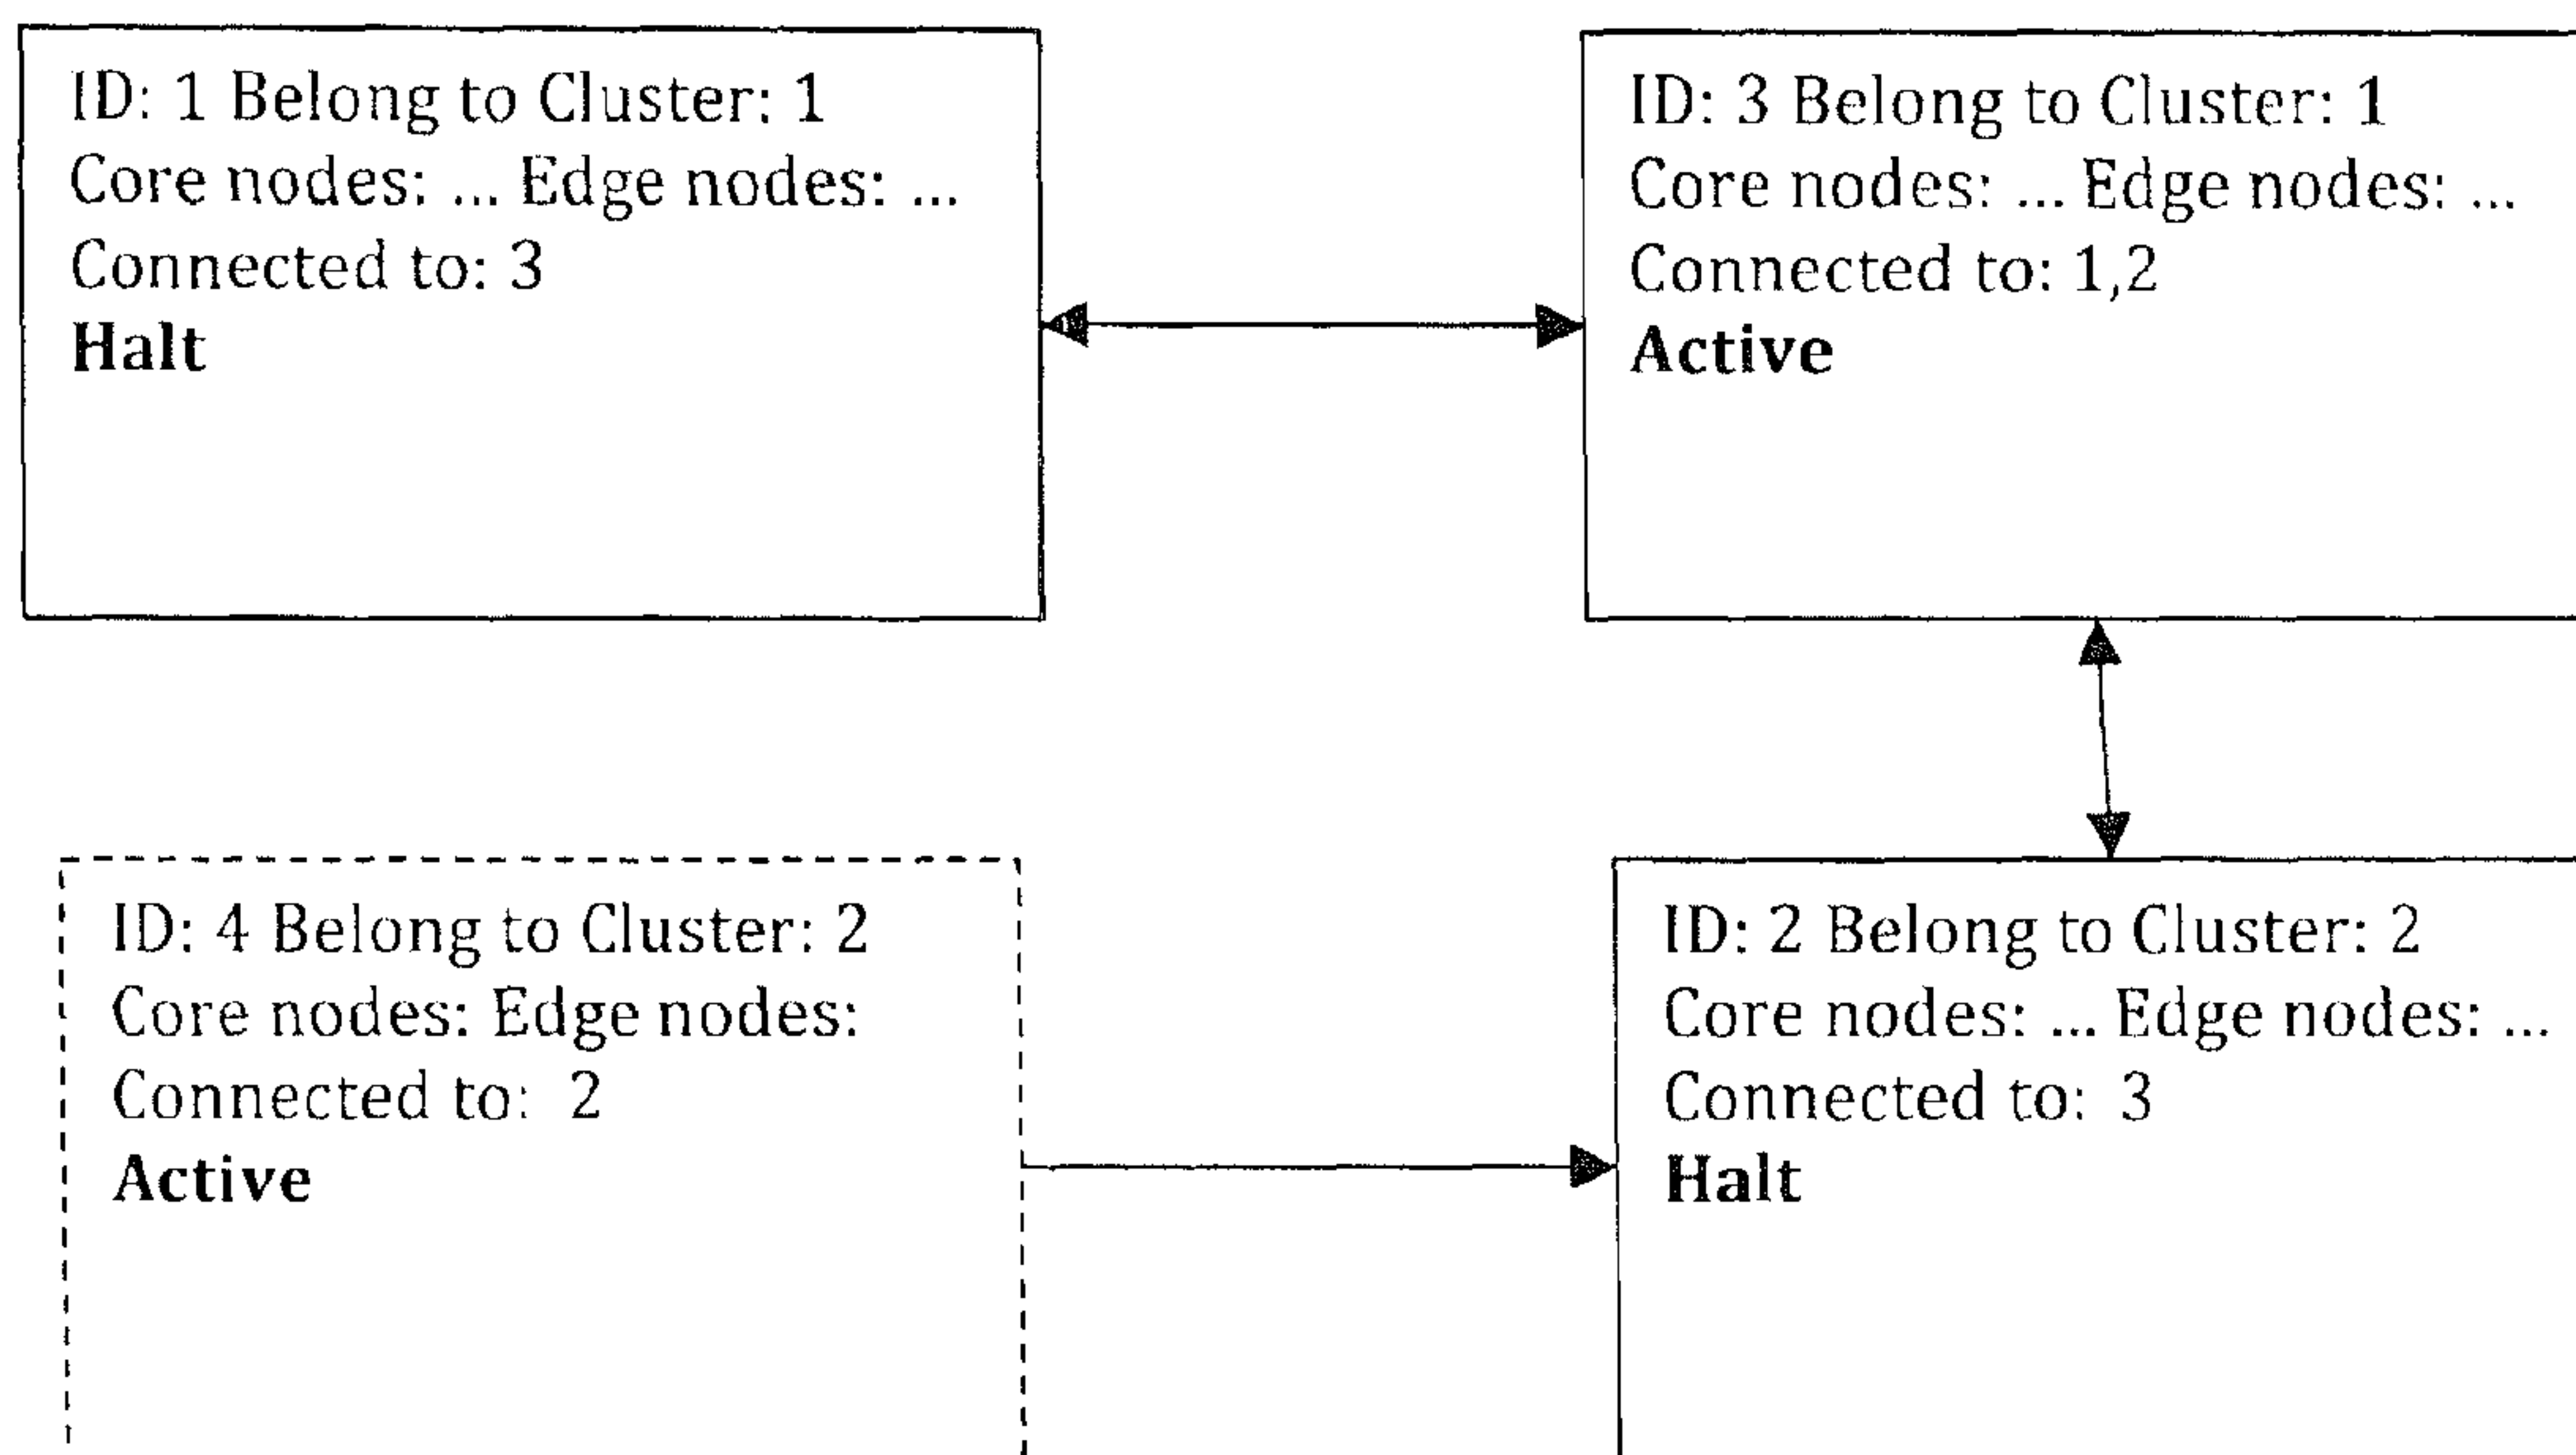 ID: 1 Belong to Cluster: 1
Core nodes: ... Edge nodes: ...
Connected to: 3
Halt
ID: 3 Belong to Cluster: 1
Core nodes: ... Edge nodes: ...
Connected to: 1,2
Active
ID: 4 Belong to Cluster: 2
Core nodes: Edge nodes:
Connected to: 2
Active
ID: 2 Belong to Cluster: 2
Core nodes: ... Edge nodes: ...
Connected to: 3
Halt